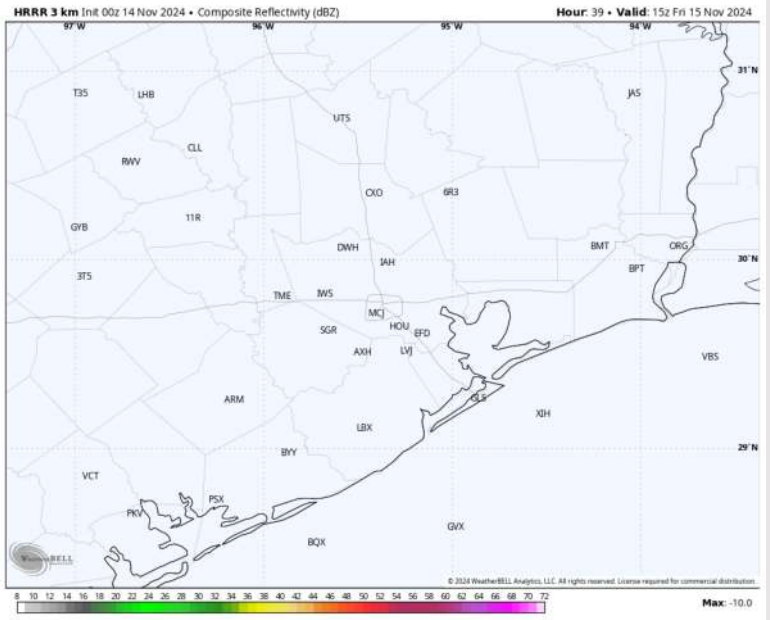 HRRR 3 km Init 00z 14 Nov 2024 • Composite Reflectivity (dBZ) Hour: 39 • Valid: 15z Fri 15 Nov 2024
97°W 96°W 95°W 94°W
31°N
T35 LHB JAS
UTS
CLL
RWV
CXO 6R3
11R
GYB
DWH BMT ORG
IAH 30°N
3T5 BPT
TME IWS
MCJ
SGR HOU EFD
AXH LVJ
VBS
ARM GLS
XIH
LBX
BYY 29°N
VCT
PSX
PKV
GVX
BQX
WeatherBELL
© 2024 WeatherBELL Analytics, LLC. All rights reserved. License required for commercial distribution.
8 10 12 14 16 18 20 22 24 26 28 30 32 34 36 38 40 42 44 46 48 50 52 54 56 58 60 62 64 66 68 70 72 Max: -10.0